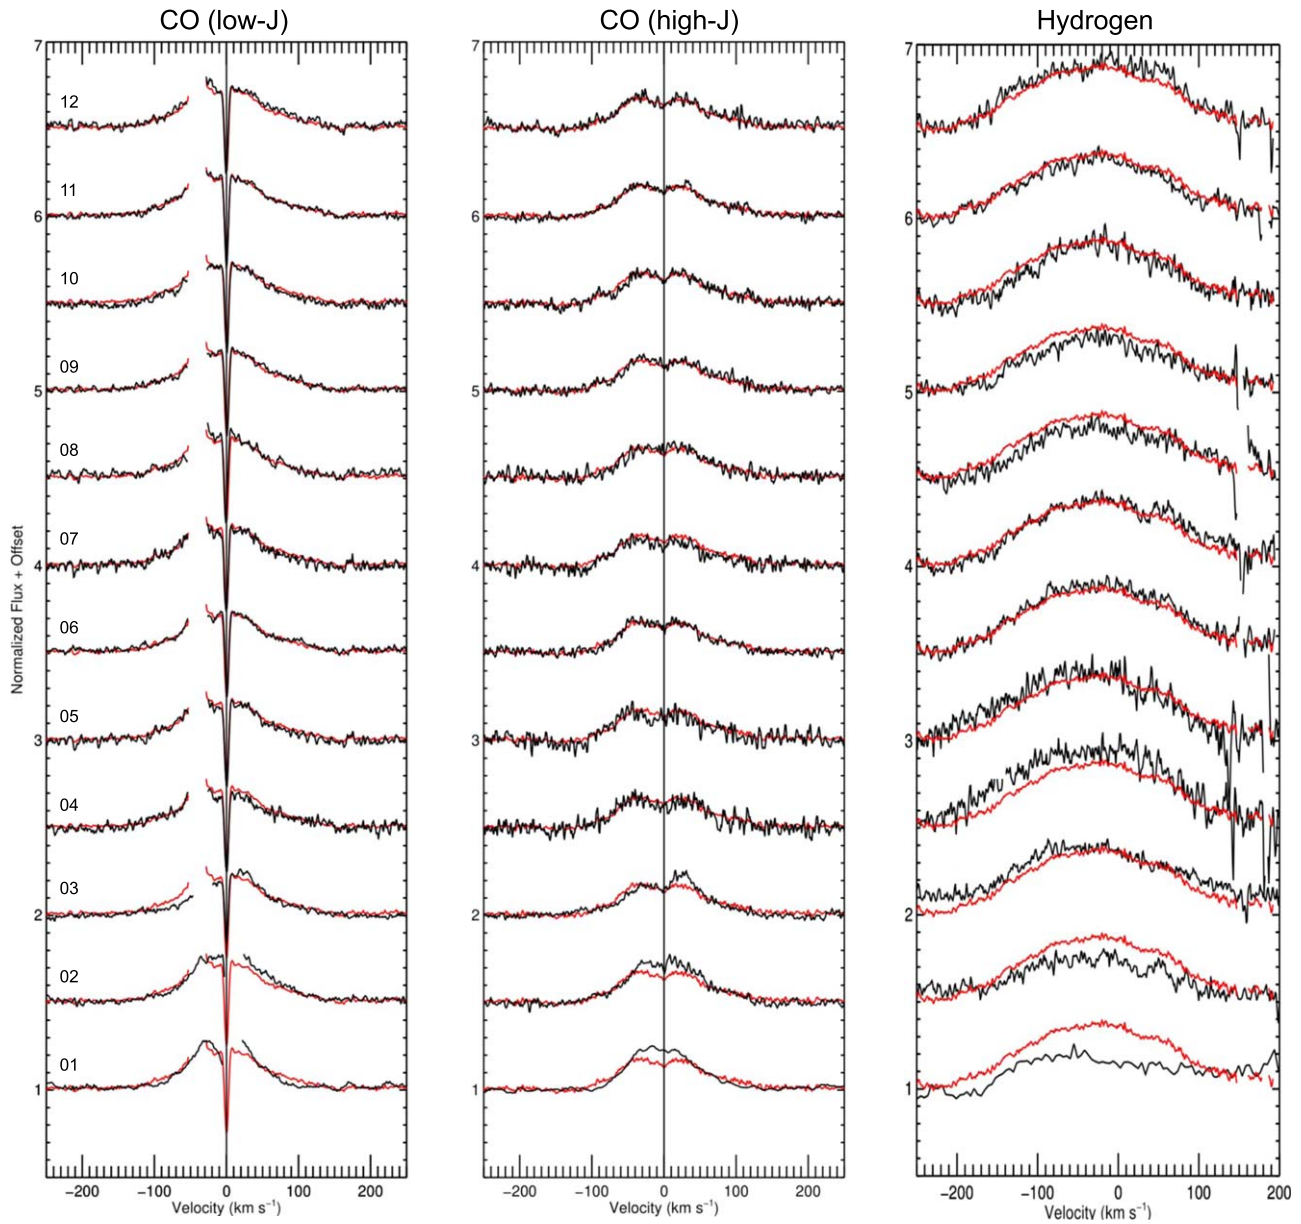 CO (low-J) CO (high-J) Hydrogen
7 7 7
12
11
6 6 6
10
09
5 5 5
08
07
4 4 4
06
05
3 3 3
04
03
2 2 2
02
01
1 1 1
Normalized Flux + Offset
−200 −100 0 100 200 −200 −100 0 100 200 −200 −100 0 100 200
Velocity (km s⁻¹) Velocity (km s⁻¹) Velocity (km s⁻¹)